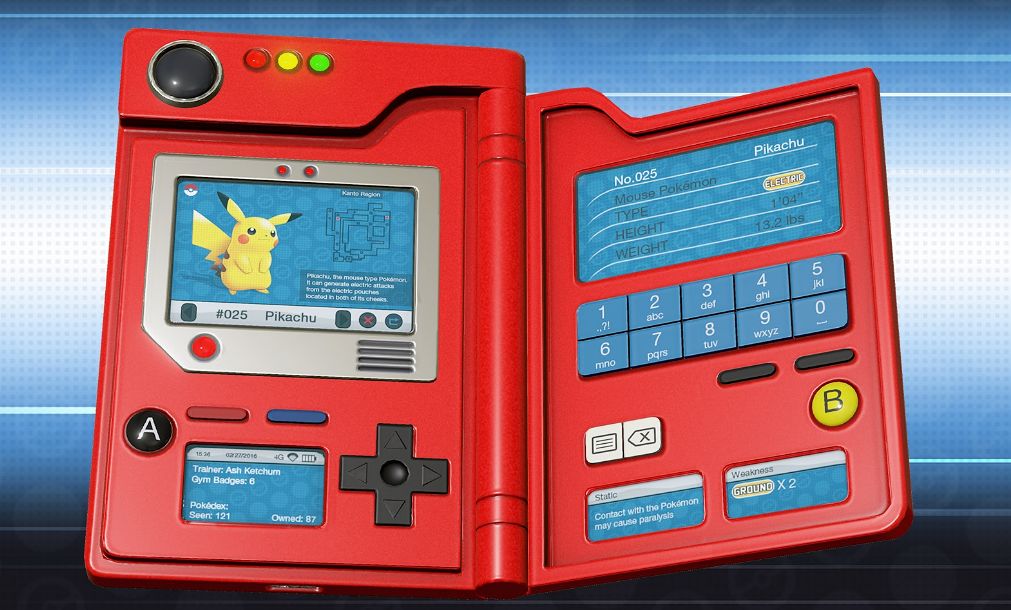 Kanto Region
Pikachu, the mouse type Pokémon.
It can generate electric attacks
from the electric pouches
located in both of its cheeks.
#025 Pikachu
A
15:36 02/27/2016 4G
Trainer: Ash Ketchum
Gym Badges: 6
Pokédex:
Seen: 121 Owned: 87
Pikachu
No.025
Mouse Pokémon
TYPE ELECTRIC
HEIGHT 1'04"
WEIGHT 13.2 lbs
1 2 3 4 5
.,?! abc def ghi jkl
6 7 8 9 0
mno pqrs tuv wxyz
B
Static
Contact with the Pokémon
may cause paralysis
Weakness
GROUND X 2